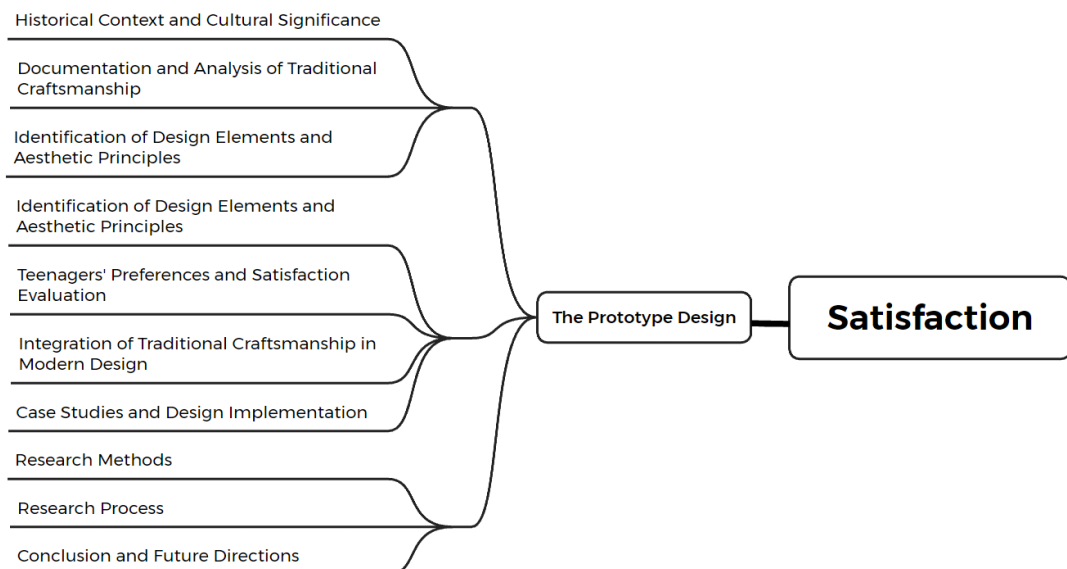 Historical Context and Cultural Significance
Documentation and Analysis of Traditional
Craftsmanship
Identification of Design Elements and
Aesthetic Principles
Identification of Design Elements and
Aesthetic Principles
Teenagers' Preferences and Satisfaction
Evaluation
Integration of Traditional Craftsmanship in
Modern Design
Case Studies and Design Implementation
Research Methods
Research Process
Conclusion and Future Directions
The Prototype Design
Satisfaction